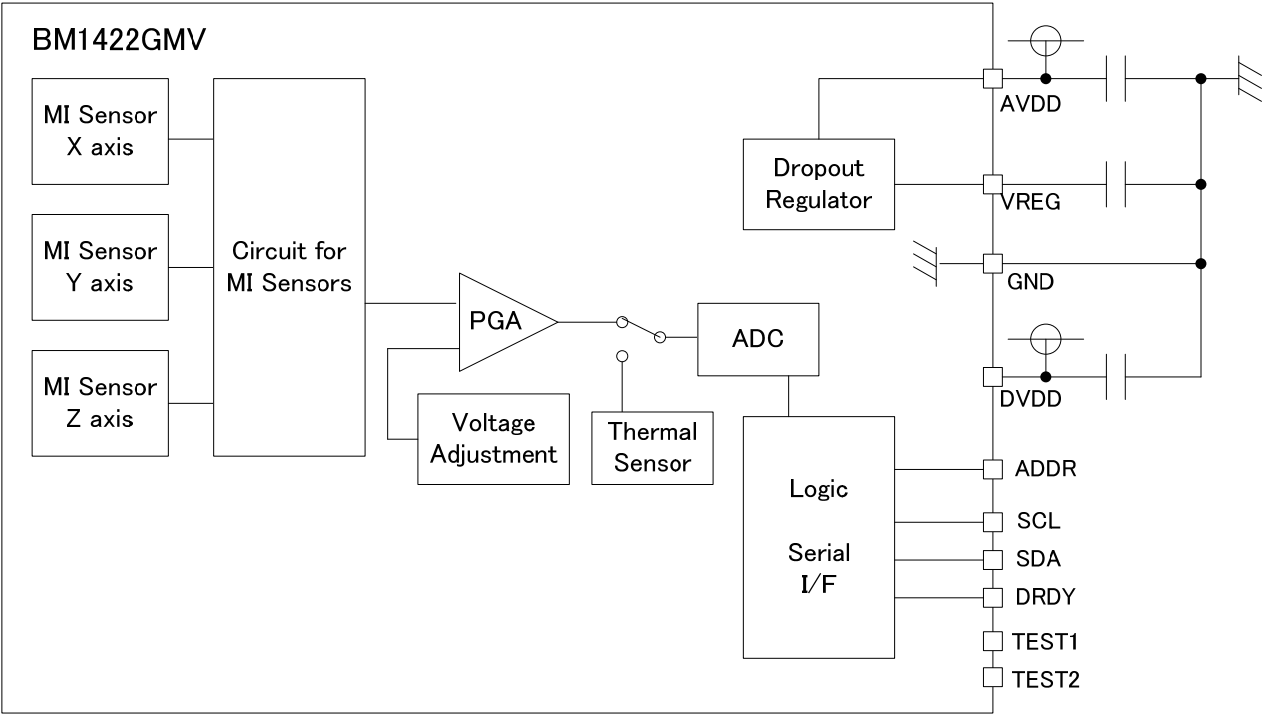 BM1422GMV
MI Sensor
X axis
MI Sensor
Y axis
MI Sensor
Z axis
Circuit for
MI Sensors
PGA
Voltage
Adjustment
Thermal
Sensor
ADC
Dropout
Regulator
Logic
Serial
I/F
AVDD
VREG
GND
DVDD
ADDR
SCL
SDA
DRDY
TEST1
TEST2